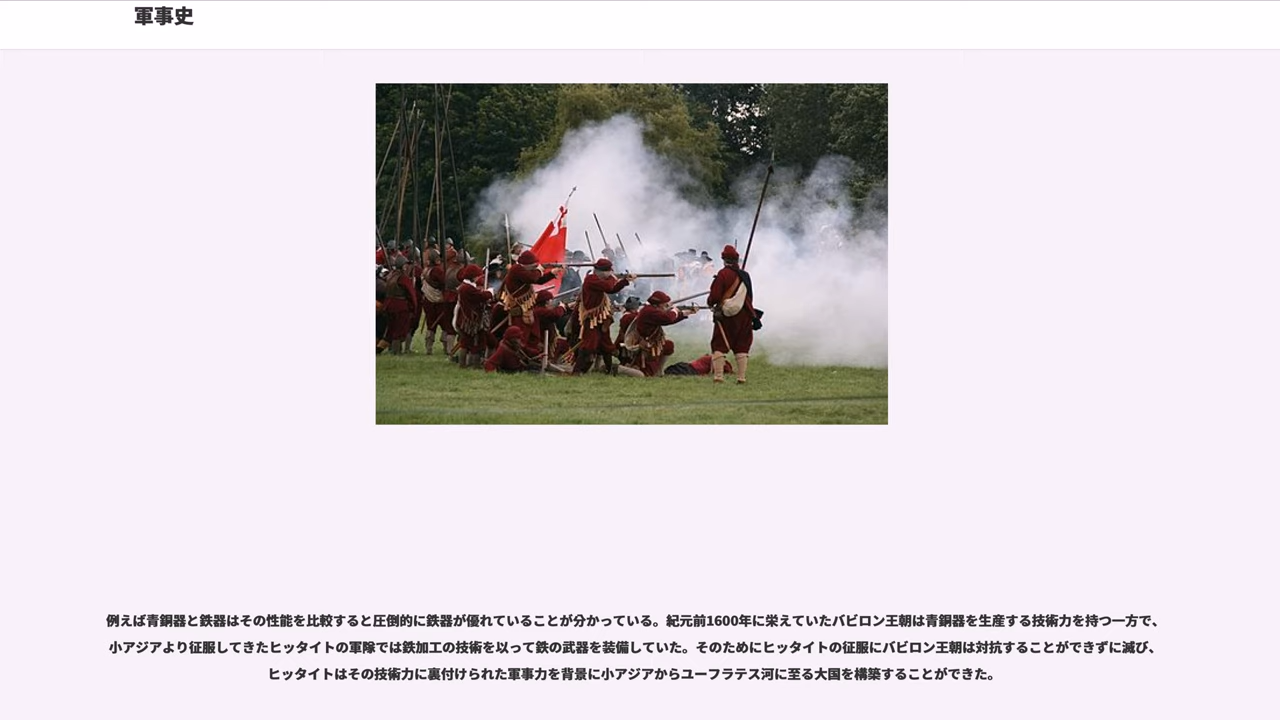 軍事史
例えば青銅器と鉄器はその性能を比較すると圧倒的に鉄器が優れていることが分かっている。紀元前1600年に栄えていたバビロン王朝は青銅器を生産する技術力を持つ一方で、
小アジアより征服してきたヒッタイトの軍隊では鉄加工の技術を以って鉄の武器を装備していた。そのためにヒッタイトの征服にバビロン王朝は対抗することができずに滅び、
ヒッタイトはその技術力に裏付けられた軍事力を背景に小アジアからユーフラテス河に至る大国を構築することができた。